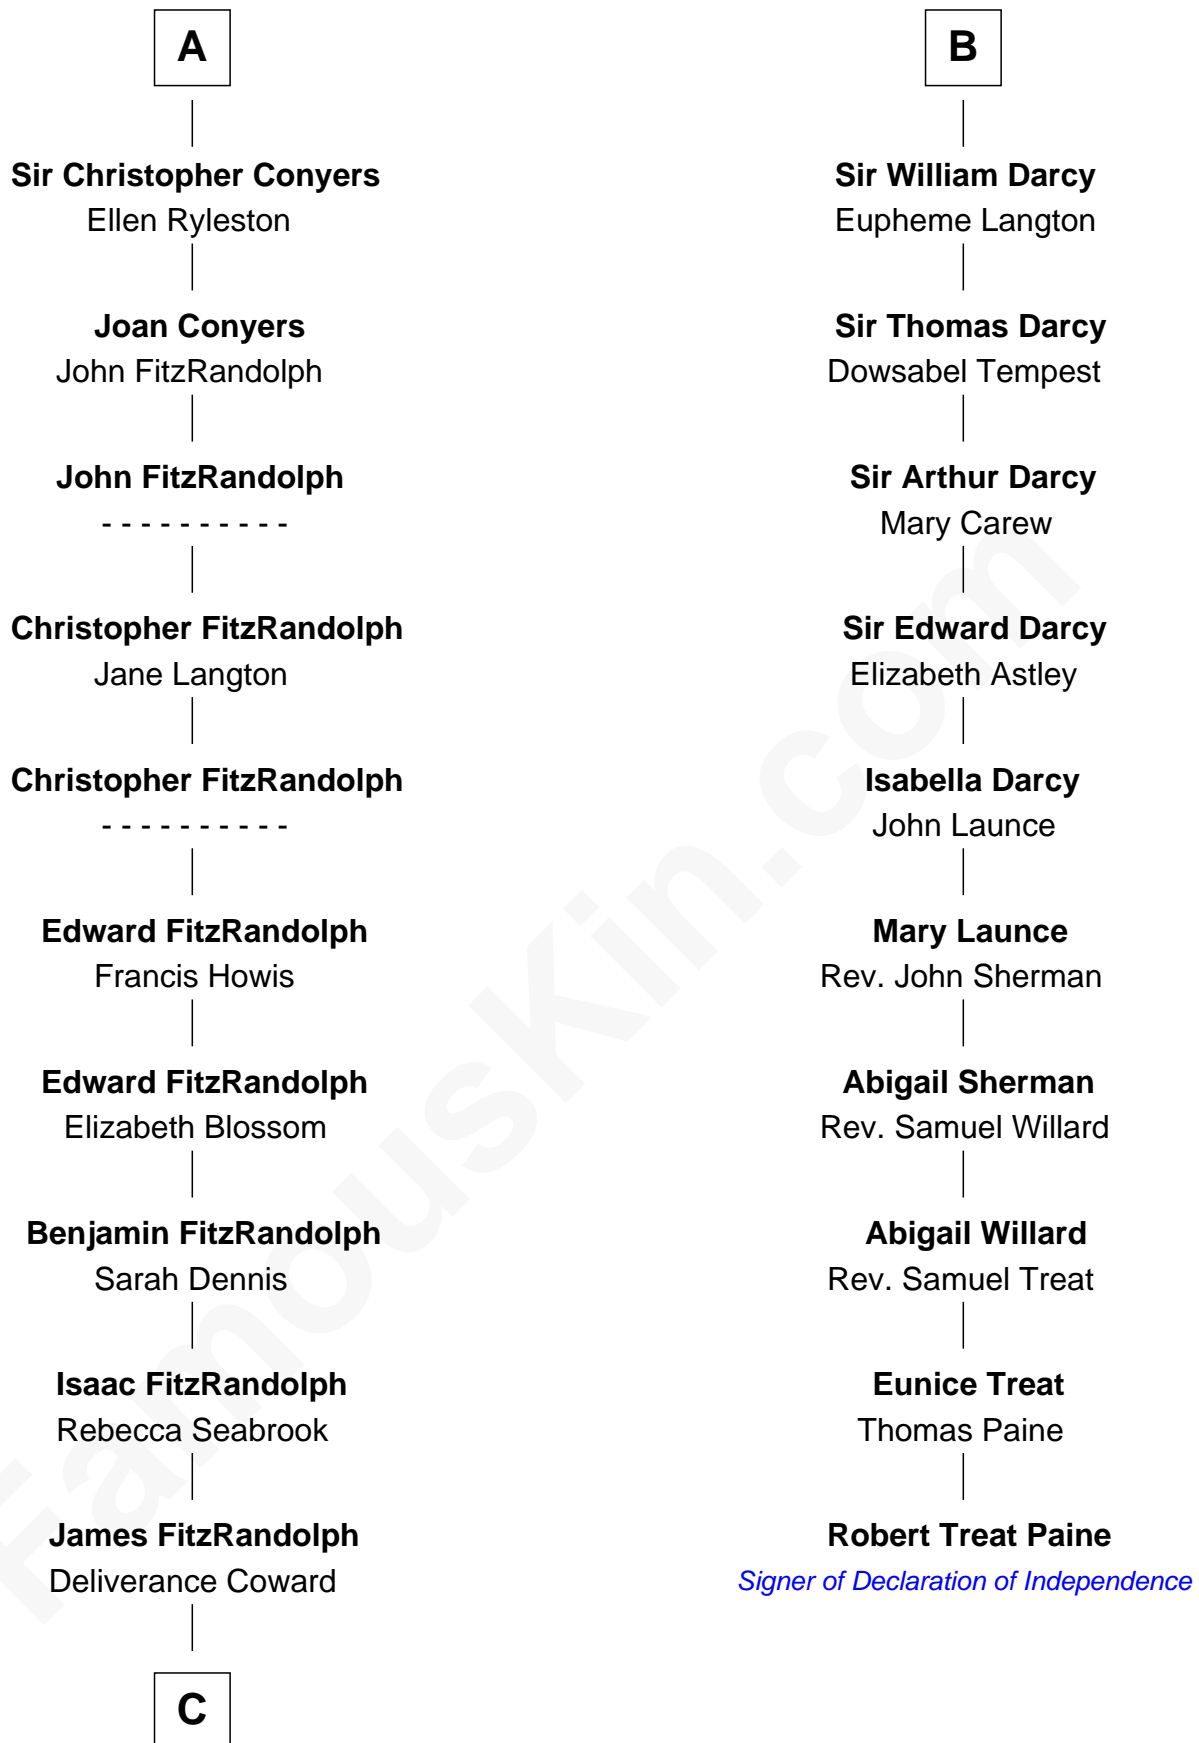 A
Sir Christopher Conyers
Ellen Ryleston
Joan Conyers
John FitzRandolph
John FitzRandolph
- - - - - - - - - -
Christopher FitzRandolph
Jane Langton
Christopher FitzRandolph
- - - - - - - - - -
Edward FitzRandolph
Francis Howis
Edward FitzRandolph
Elizabeth Blossom
Benjamin FitzRandolph
Sarah Dennis
Isaac FitzRandolph
Rebecca Seabrook
James FitzRandolph
Deliverance Coward
C
B
Sir William Darcy
Eupheme Langton
Sir Thomas Darcy
Dowsabel Tempest
Sir Arthur Darcy
Mary Carew
Sir Edward Darcy
Elizabeth Astley
Isabella Darcy
John Launce
Mary Launce
Rev. John Sherman
Abigail Sherman
Rev. Samuel Willard
Abigail Willard
Rev. Samuel Treat
Eunice Treat
Thomas Paine
Robert Treat Paine
Signer of Declaration of Independence
FamousKin.com